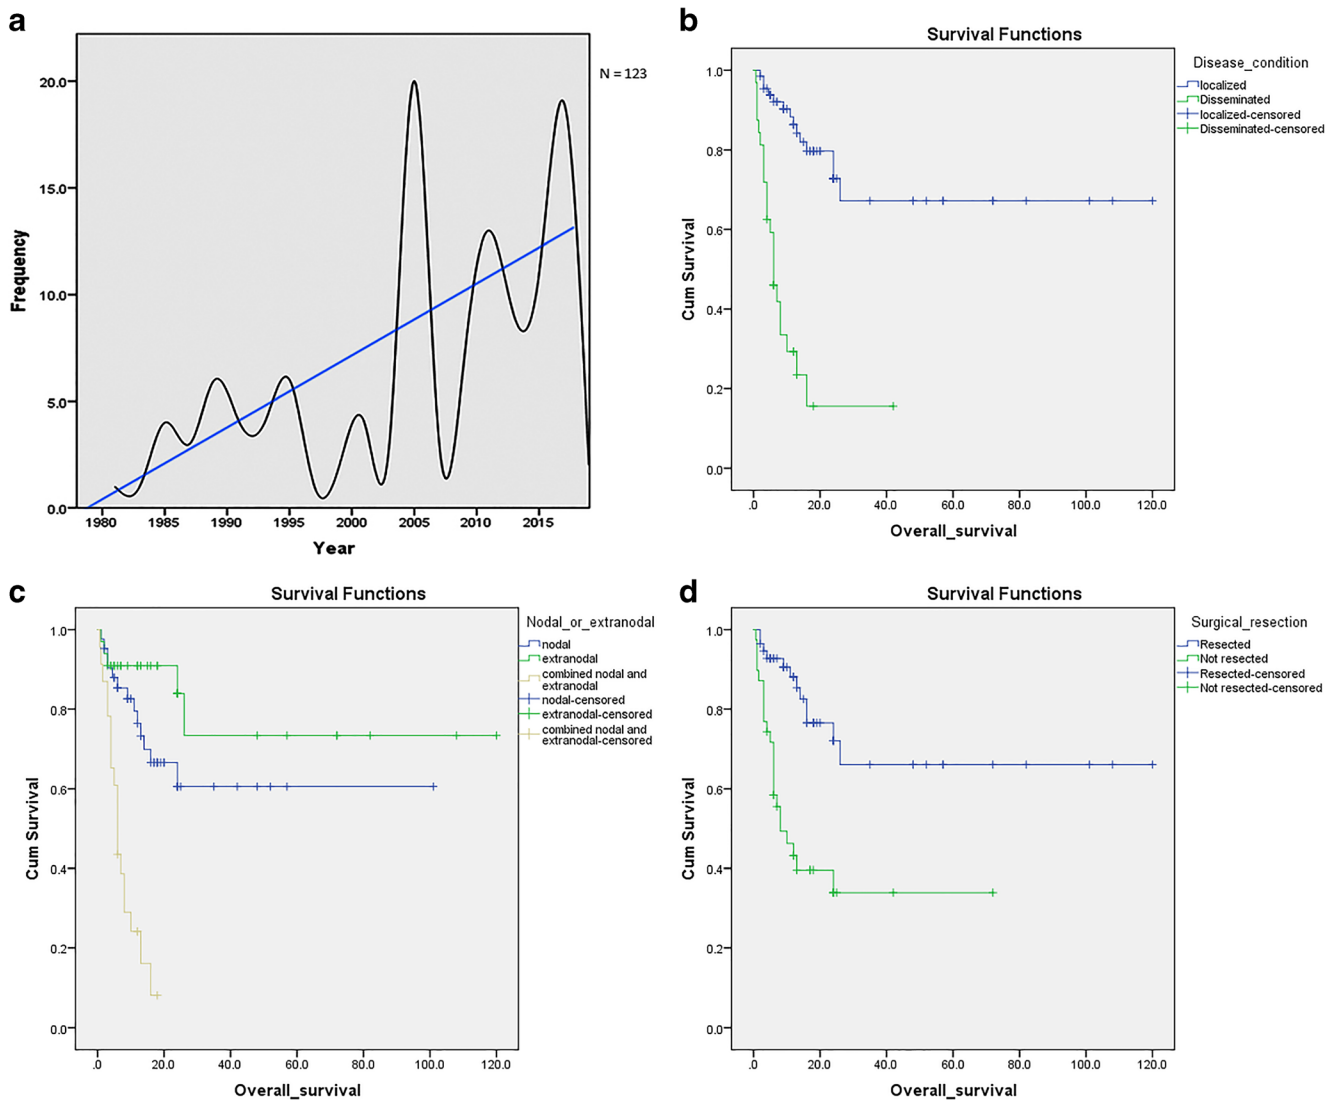 a
N = 123
20.0
15.0
10.0
5.0
0.0
Frequency
1980 1985 1990 1995 2000 2005 2010 2015
Year
b
Survival Functions
Disease_condition
localized
Disseminated
localized-censored
Disseminated-censored
1.0
0.8
0.6
0.4
0.2
0.0
Cum Survival
.0 20.0 40.0 60.0 80.0 100.0 120.0
Overall_survival
c
Survival Functions
Nodal_or_extranodal
nodal
extranodal
combined nodal and
extranodal
nodal-censored
extranodal-censored
combined nodal and
extranodal-censored
1.0
0.8
0.6
0.4
0.2
0.0
Cum Survival
.0 20.0 40.0 60.0 80.0 100.0 120.0
Overall_survival
d
Survival Functions
Surgical_resection
Resected
Not resected
Resected-censored
Not resected-censored
1.0
0.8
0.6
0.4
0.2
0.0
Cum Survival
.0 20.0 40.0 60.0 80.0 100.0 120.0
Overall_survival